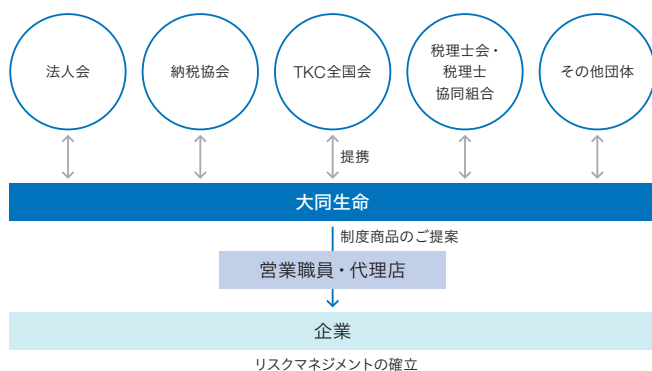 法人会
納税協会
TKC全国会
税理士会・
税理士
協同組合
その他団体
提携
大同生命
制度商品のご提案
営業職員・代理店
企業
リスクマネジメントの確立